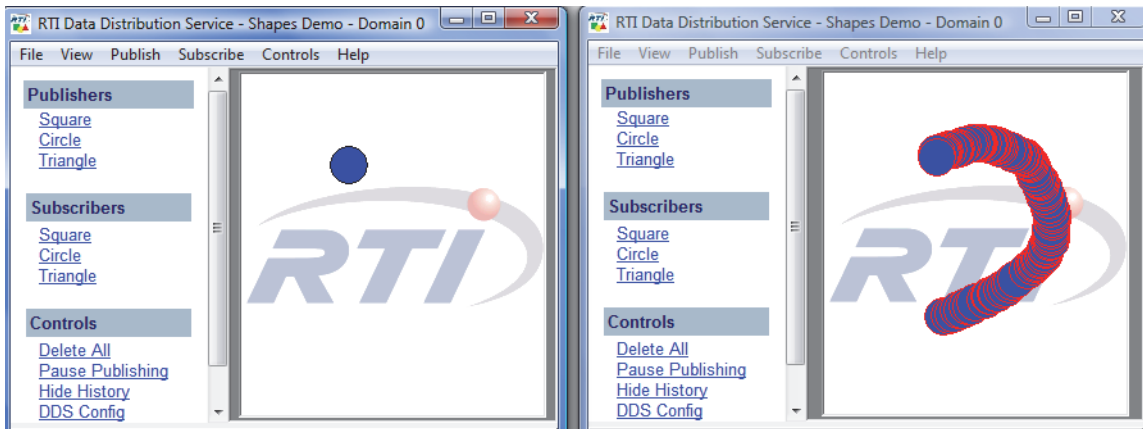 RTI Data Distribution Service - Shapes Demo - Domain 0
File View Publish Subscribe Controls Help
Publishers
Square
Circle
Triangle
Subscribers
Square
Circle
Triangle
Controls
Delete All
Pause Publishing
Hide History
DDS Config
RTI
RTI Data Distribution Service - Shapes Demo - Domain 0
File View Publish Subscribe Controls Help
Publishers
Square
Circle
Triangle
Subscribers
Square
Circle
Triangle
Controls
Delete All
Pause Publishing
Hide History
DDS Config
RTI